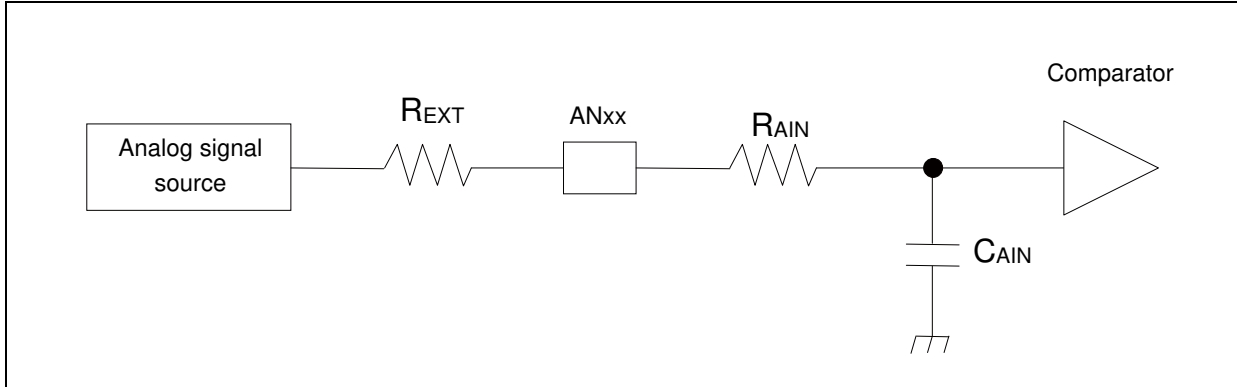 Comparator
REXT
ANxx
RAIN
Analog signal
source
CAIN